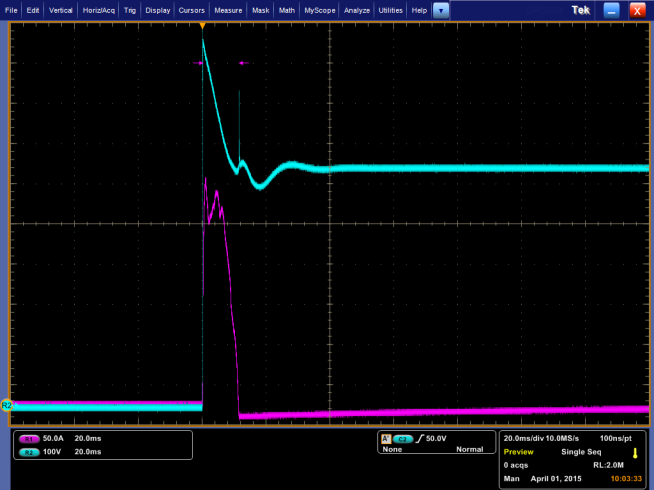 File Edit Vertical Horiz/Acq Trig Display Cursors Measure Mask Math MyScope Analyze Utilities Help Tek X
R2
R1 50.0A 20.0ms
R2 100V 20.0ms
A' C2 50.0V
None Normal
20.0ms/div 10.0MS/s 100ns/pt
Preview Single Seq
0 acqs RL:2.0M
Man April 01, 2015 10:03:33